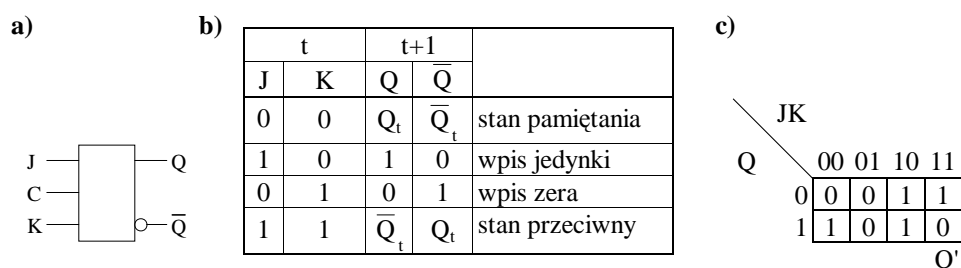 a)
J
C
K
Q
Q̅
b)
t t+1
J K Q Q̅
0 0 Qt Q̅t stan pamiętania
1 0 1 0 wpis jedynki
0 1 0 1 wpis zera
1 1 Q̅t Qt stan przeciwny
c)
JK
Q 00 01 10 11
0 0 0 1 1
1 1 0 1 0
Q'